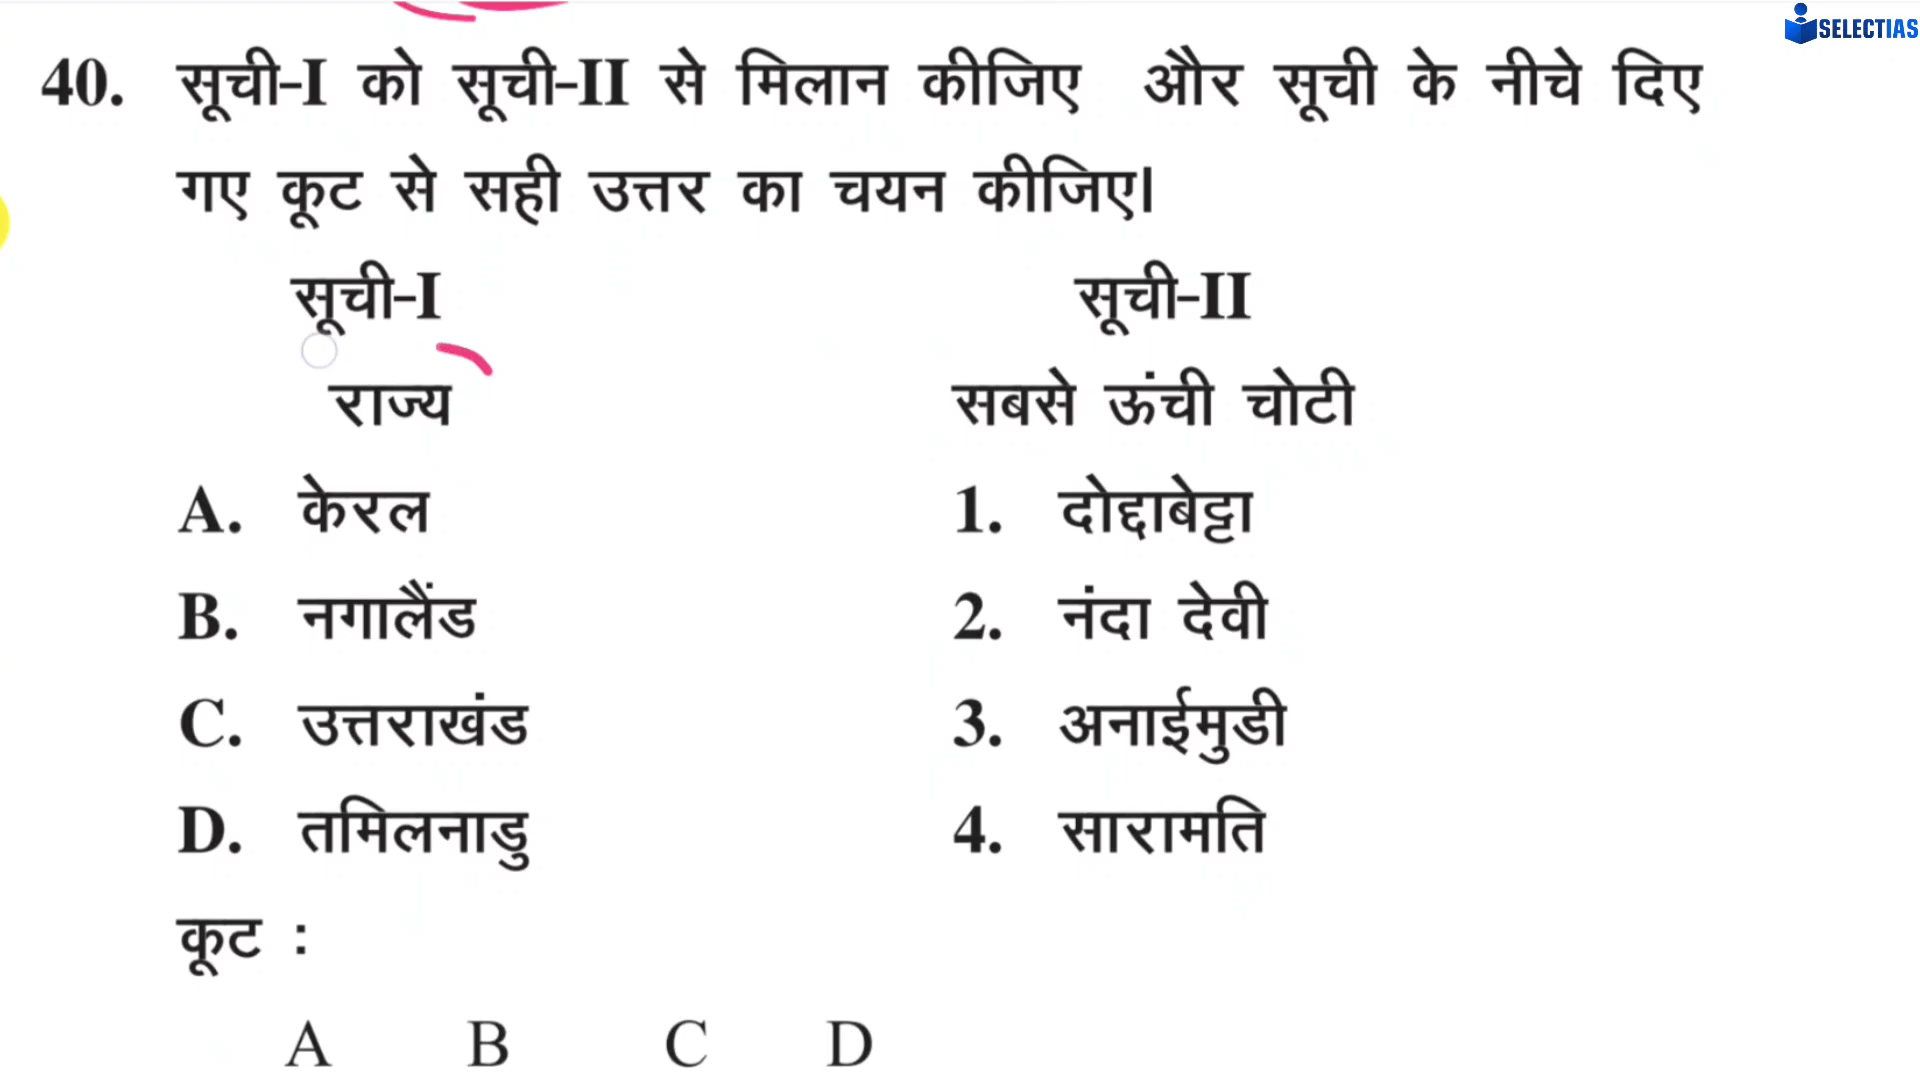 SELECTIAS
40. सूची-I को सूची-II से मिलान कीजिए और सूची के नीचे दिए
गए कूट से सही उत्तर का चयन कीजिए।
सूची-I सूची-II
राज्य सबसे ऊंची चोटी
A. केरल 1. दोद्दाबेट्टा
B. नगालैंड 2. नंदा देवी
C. उत्तराखंड 3. अनाईमुडी
D. तमिलनाडु 4. सारामति
कूट :
A B C D